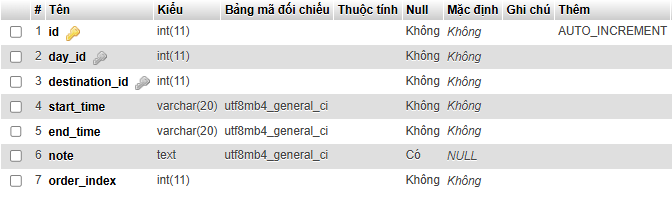 # Tên Kiểu Bảng mã đối chiếu Thuộc tính Null Mặc định Ghi chú Thêm
1 id int(11) Không Không AUTO_INCREMENT
2 day_id int(11) Không Không
3 destination_id int(11) Không Không
4 start_time varchar(20) utf8mb4_general_ci Không Không
5 end_time varchar(20) utf8mb4_general_ci Không Không
6 note text utf8mb4_general_ci Có NULL
7 order_index int(11) Không Không